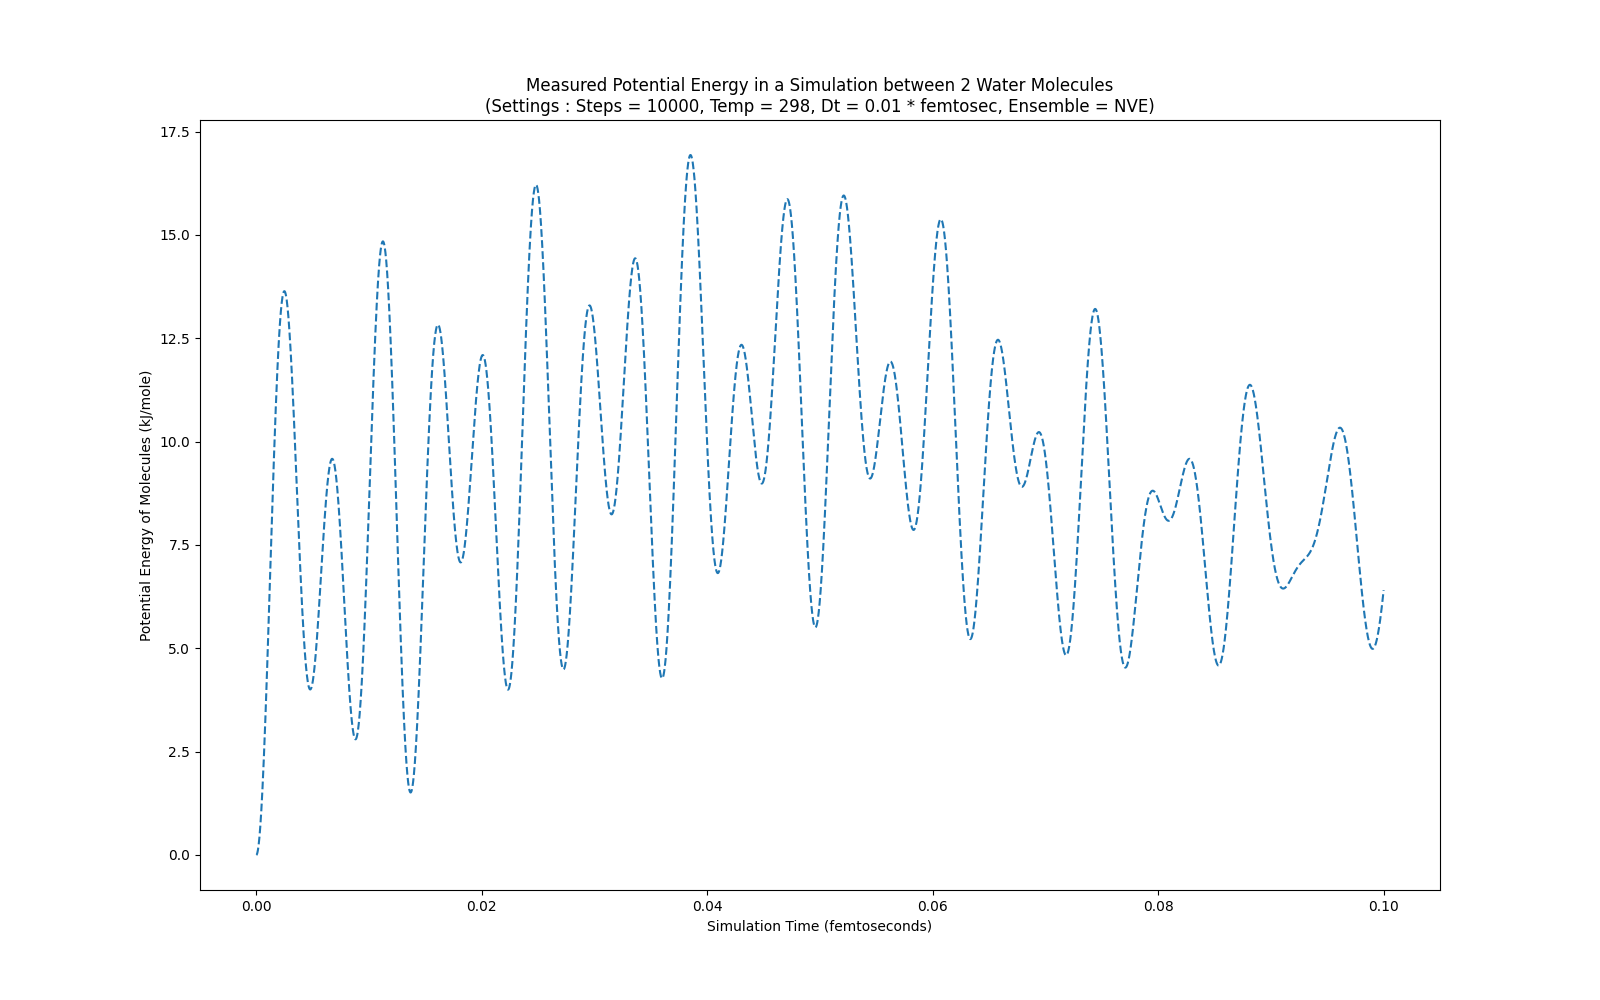 Measured Potential Energy in a Simulation between 2 Water Molecules
(Settings : Steps = 10000, Temp = 298, Dt = 0.01 * femtosec, Ensemble = NVE)
Potential Energy of Molecules (kJ/mole)
17.5
15.0
12.5
10.0
7.5
5.0
2.5
0.0
0.00 0.02 0.04 0.06 0.08 0.10
Simulation Time (femtoseconds)